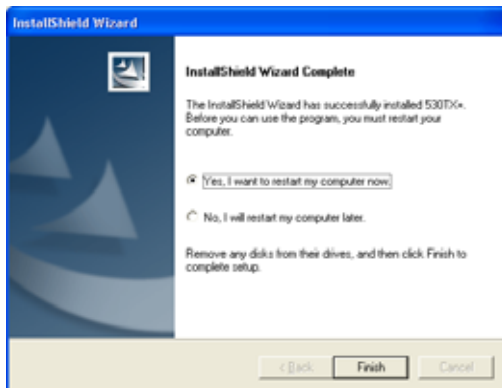 InstallShield Wizard
InstallShield Wizard Complete
The InstallShield Wizard has successfully installed 530TX+.
Before you can use the program, you must restart your
computer.
Yes, I want to restart my computer now.
No, I will restart my computer later.
Remove any disks from their drives, and then click Finish to
complete setup.
< Back
Finish
Cancel